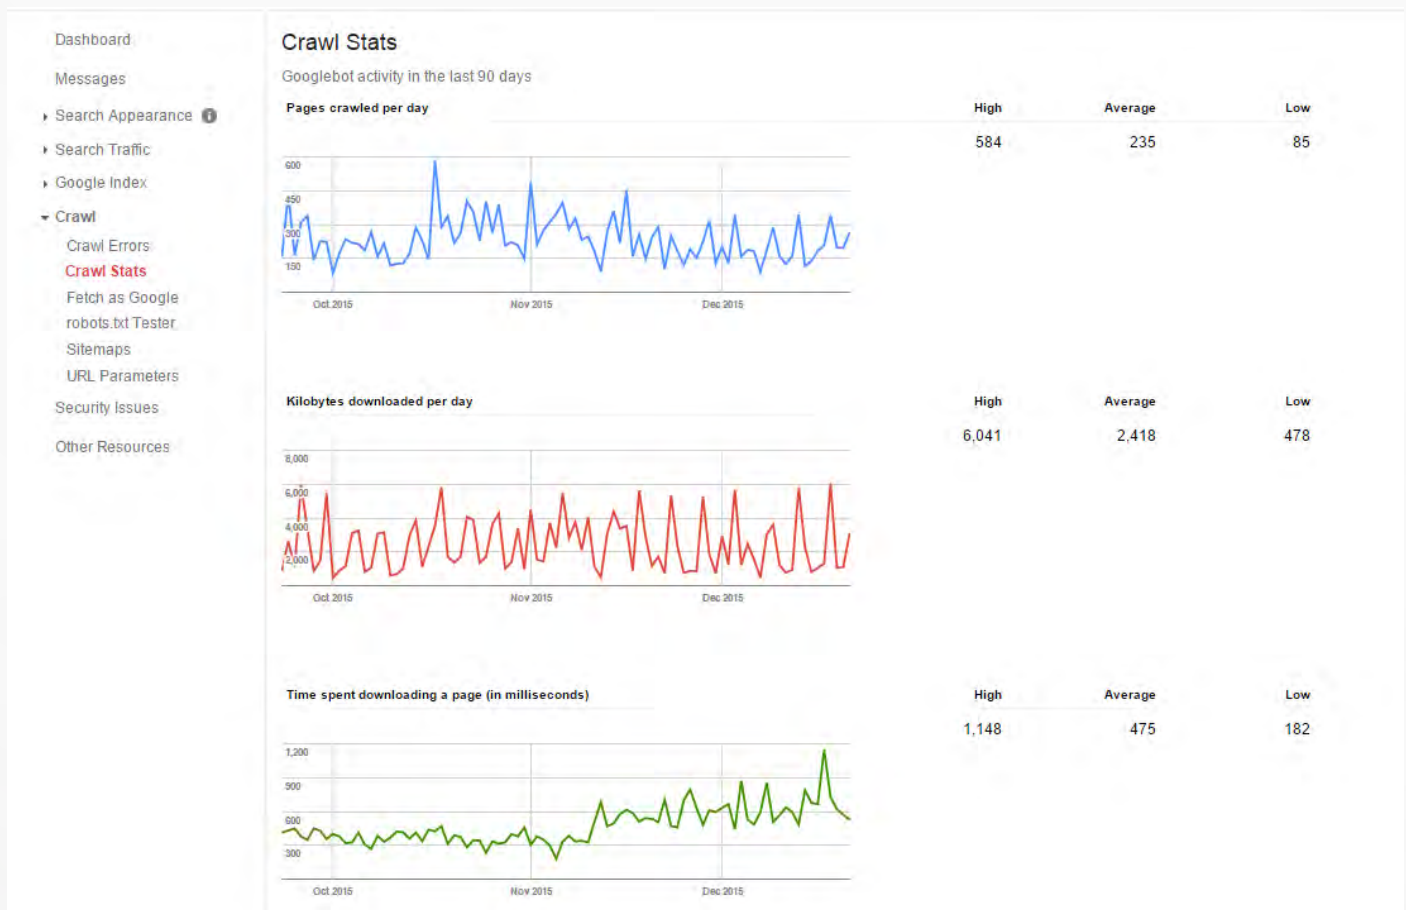 Dashboard
Messages
Search Appearance
Search Traffic
Google Index
Crawl
Crawl Errors
Crawl Stats
Fetch as Google
robots.txt Tester
Sitemaps
URL Parameters
Security Issues
Other Resources
Crawl Stats
Googlebot activity in the last 90 days
Pages crawled per day High Average Low
584 235 85
600
450
300
150
Oct 2015 Nov 2015 Dec 2015
Kilobytes downloaded per day High Average Low
6,041 2,418 478
8,000
6,000
4,000
2,000
Oct 2015 Nov 2015 Dec 2015
Time spent downloading a page (in milliseconds) High Average Low
1,148 475 182
1,200
900
600
300
Oct 2015 Nov 2015 Dec 2015